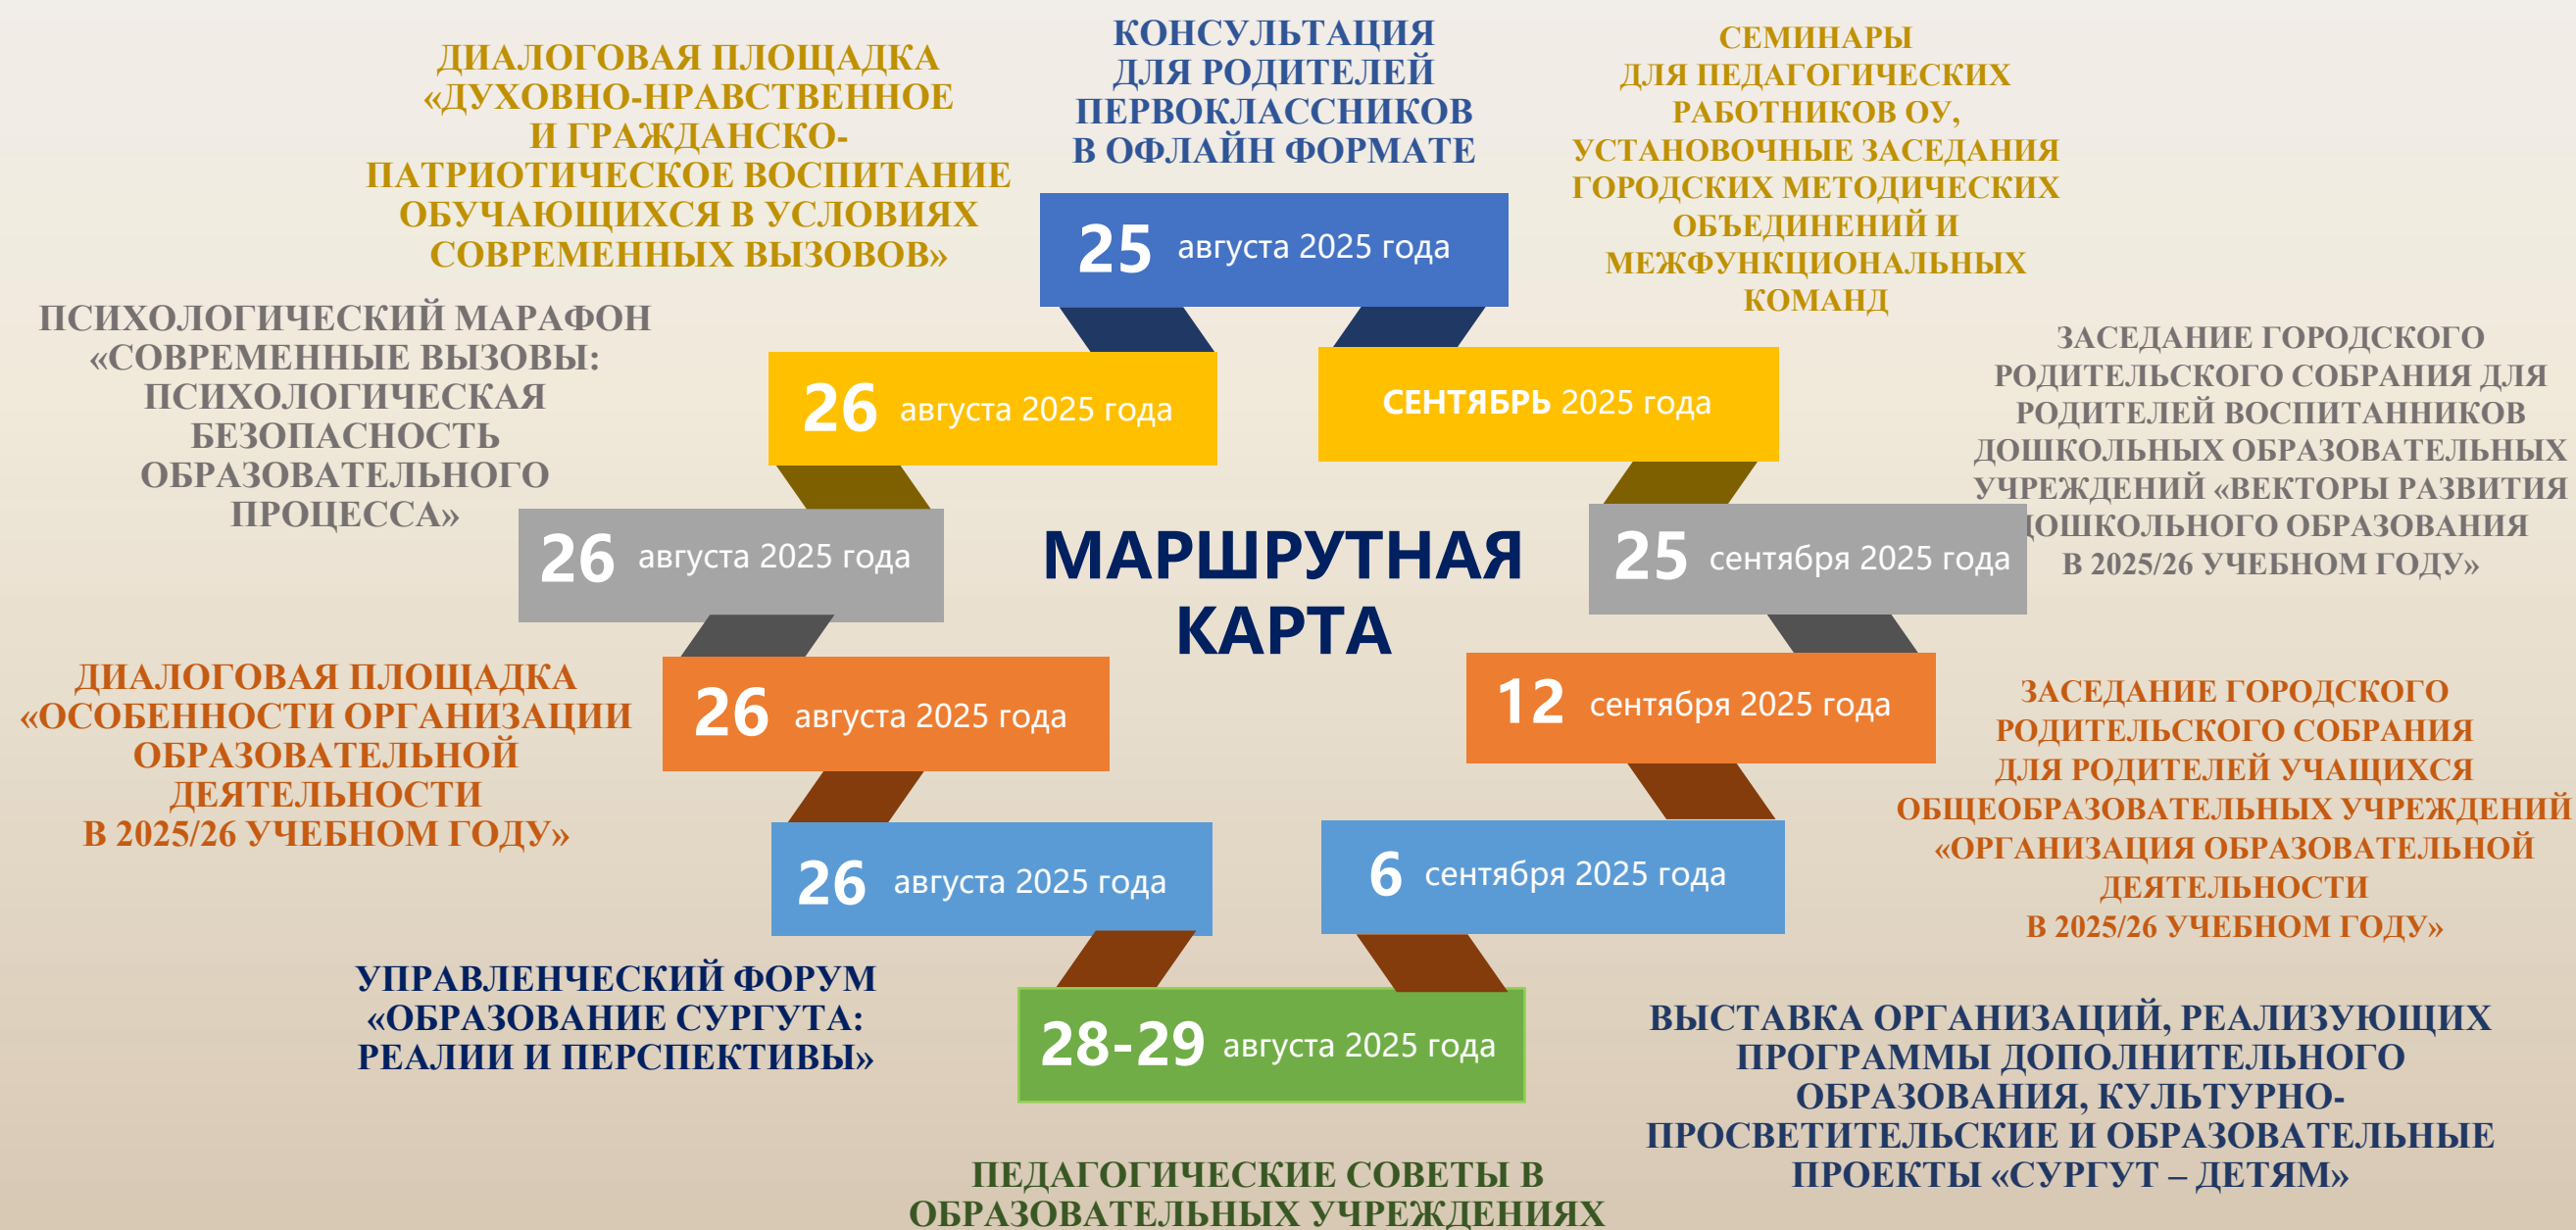 КОНСУЛЬТАЦИЯ
ДЛЯ РОДИТЕЛЕЙ
ПЕРВОКЛАССНИКОВ
В ОФЛАЙН ФОРМАТЕ
25 августа 2025 года
ДИАЛОГОВАЯ ПЛОЩАДКА
«ДУХОВНО-НРАВСТВЕННОЕ
И ГРАЖДАНСКО-
ПАТРИОТИЧЕСКОЕ ВОСПИТАНИЕ
ОБУЧАЮЩИХСЯ В УСЛОВИЯХ
СОВРЕМЕННЫХ ВЫЗОВОВ»
26 августа 2025 года
ПСИХОЛОГИЧЕСКИЙ МАРАФОН
«СОВРЕМЕННЫЕ ВЫЗОВЫ:
ПСИХОЛОГИЧЕСКАЯ
БЕЗОПАСНОСТЬ
ОБРАЗОВАТЕЛЬНОГО
ПРОЦЕССА»
26 августа 2025 года
ДИАЛОГОВАЯ ПЛОЩАДКА
«ОСОБЕННОСТИ ОРГАНИЗАЦИИ
ОБРАЗОВАТЕЛЬНОЙ
ДЕЯТЕЛЬНОСТИ
В 2025/26 УЧЕБНОМ ГОДУ»
26 августа 2025 года
26 августа 2025 года
УПРАВЛЕНЧЕСКИЙ ФОРУМ
«ОБРАЗОВАНИЕ СУРГУТА:
РЕАЛИИ И ПЕРСПЕКТИВЫ»
МАРШРУТНАЯ
КАРТА
28-29 августа 2025 года
ПЕДАГОГИЧЕСКИЕ СОВЕТЫ В
ОБРАЗОВАТЕЛЬНЫХ УЧРЕЖДЕНИЯХ
6 сентября 2025 года
ВЫСТАВКА ОРГАНИЗАЦИЙ, РЕАЛИЗУЮЩИХ
ПРОГРАММЫ ДОПОЛНИТЕЛЬНОГО
ОБРАЗОВАНИЯ, КУЛЬТУРНО-
ПРОСВЕТИТЕЛЬСКИЕ И ОБРАЗОВАТЕЛЬНЫЕ
ПРОЕКТЫ «СУРГУТ – ДЕТЯМ»
12 сентября 2025 года
ЗАСЕДАНИЕ ГОРОДСКОГО
РОДИТЕЛЬСКОГО СОБРАНИЯ
ДЛЯ РОДИТЕЛЕЙ УЧАЩИХСЯ
ОБЩЕОБРАЗОВАТЕЛЬНЫХ УЧРЕЖДЕНИЙ
«ОРГАНИЗАЦИЯ ОБРАЗОВАТЕЛЬНОЙ
ДЕЯТЕЛЬНОСТИ
В 2025/26 УЧЕБНОМ ГОДУ»
25 сентября 2025 года
ЗАСЕДАНИЕ ГОРОДСКОГО
РОДИТЕЛЬСКОГО СОБРАНИЯ ДЛЯ
РОДИТЕЛЕЙ ВОСПИТАННИКОВ
ДОШКОЛЬНЫХ ОБРАЗОВАТЕЛЬНЫХ
УЧРЕЖДЕНИЙ «ВЕКТОРЫ РАЗВИТИЯ
ДОШКОЛЬНОГО ОБРАЗОВАНИЯ
В 2025/26 УЧЕБНОМ ГОДУ»
СЕНТЯБРЬ 2025 года
СЕМИНАРЫ
ДЛЯ ПЕДАГОГИЧЕСКИХ
РАБОТНИКОВ ОУ,
УСТАНОВОЧНЫЕ ЗАСЕДАНИЯ
ГОРОДСКИХ МЕТОДИЧЕСКИХ
ОБЪЕДИНЕНИЙ И
МЕЖФУНКЦИОНАЛЬНЫХ
КОМАНД